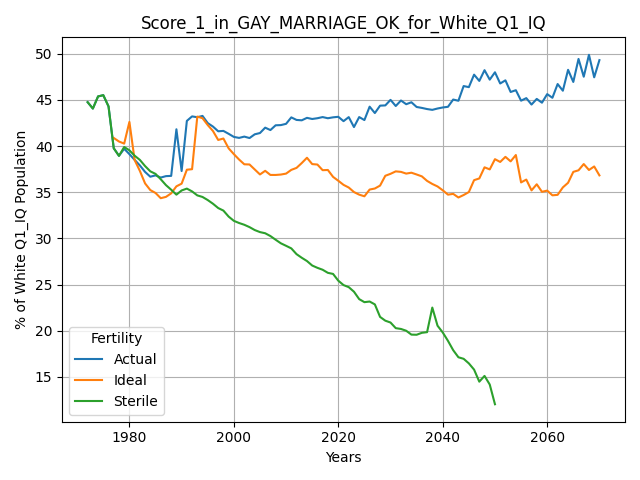 Score_1_in_GAY_MARRIAGE_OK_for_White_Q1_IQ
% of White Q1_IQ Population
50
45
40
35
30
25
20
15
Fertility
Actual
Ideal
Sterile
1980 2000 2020 2040 2060
Years